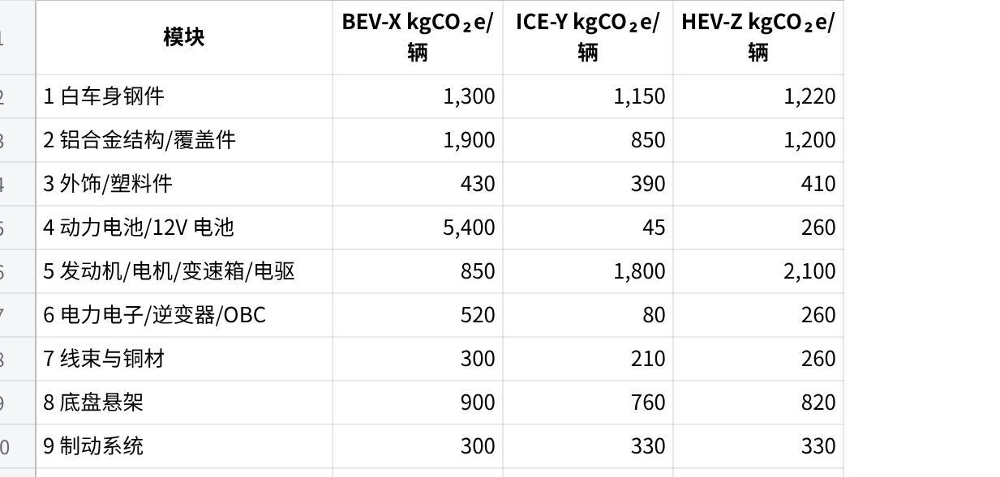 模块 BEV-X kgCO₂e/辆 ICE-Y kgCO₂e/辆 HEV-Z kgCO₂e/辆
2 1 白车身钢件 1,300 1,150 1,220
3 2 铝合金结构/覆盖件 1,900 850 1,200
4 3 外饰/塑料件 430 390 410
5 4 动力电池/12V 电池 5,400 45 260
6 5 发动机/电机/变速箱/电驱 850 1,800 2,100
7 6 电力电子/逆变器/OBC 520 80 260
8 7 线束与铜材 300 210 260
9 8 底盘悬架 900 760 820
0 9 制动系统 300 330 330